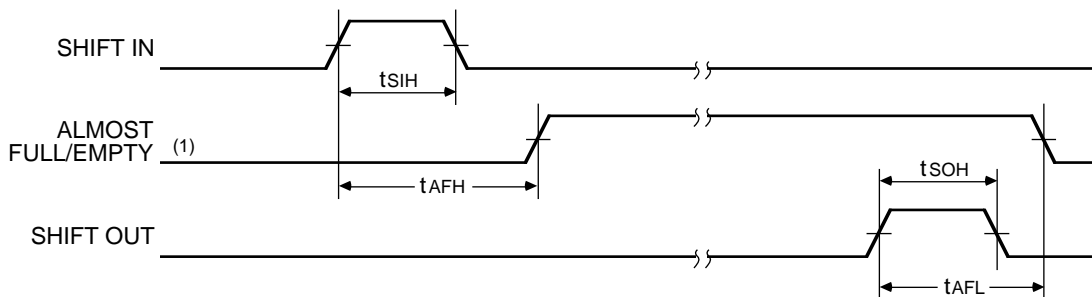 SHIFT IN
tSIH
ALMOST
FULL/EMPTY (1)
tAFH
tSOH
SHIFT OUT
tAFL